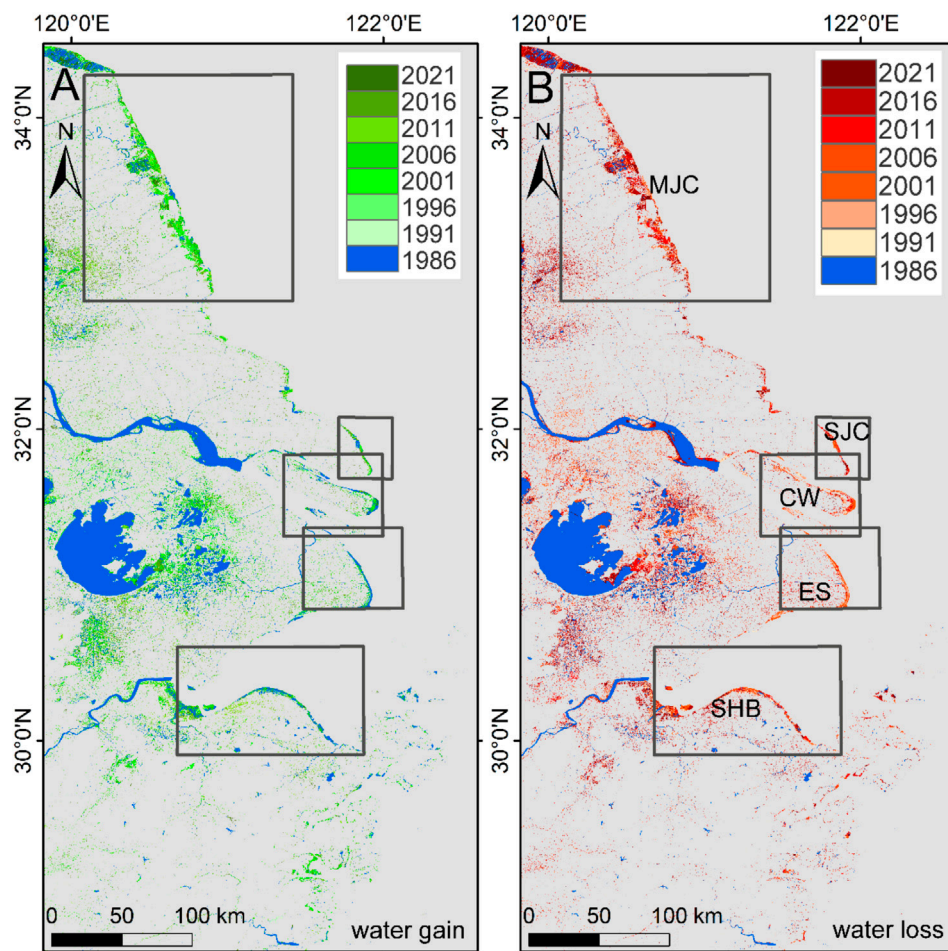 120°0'E
122°0'E
120°0'E
122°0'E
A
N
34°0'N
32°0'N
30°0'N
2021
2016
2011
2006
2001
1996
1991
1986
0
50
100 km
water gain
B
N
34°0'N
32°0'N
30°0'N
2021
2016
2011
2006
2001
1996
1991
1986
MJC
SJC
CW
ES
SHB
0
50
100 km
water loss